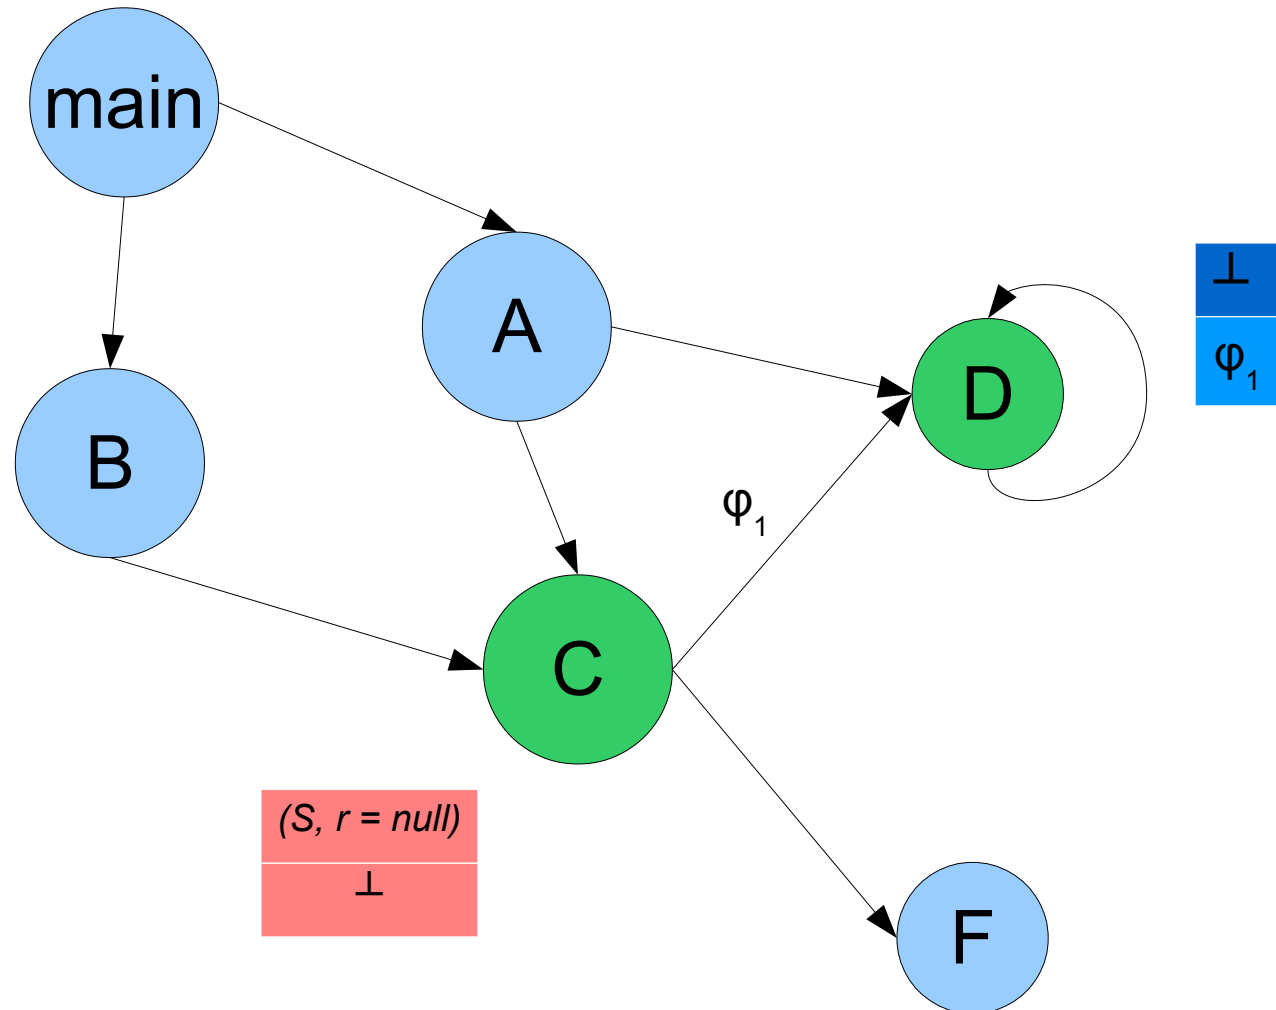 main
A
⊥
φ1
D
B
φ1
C
(S, r = null)
⊥
F